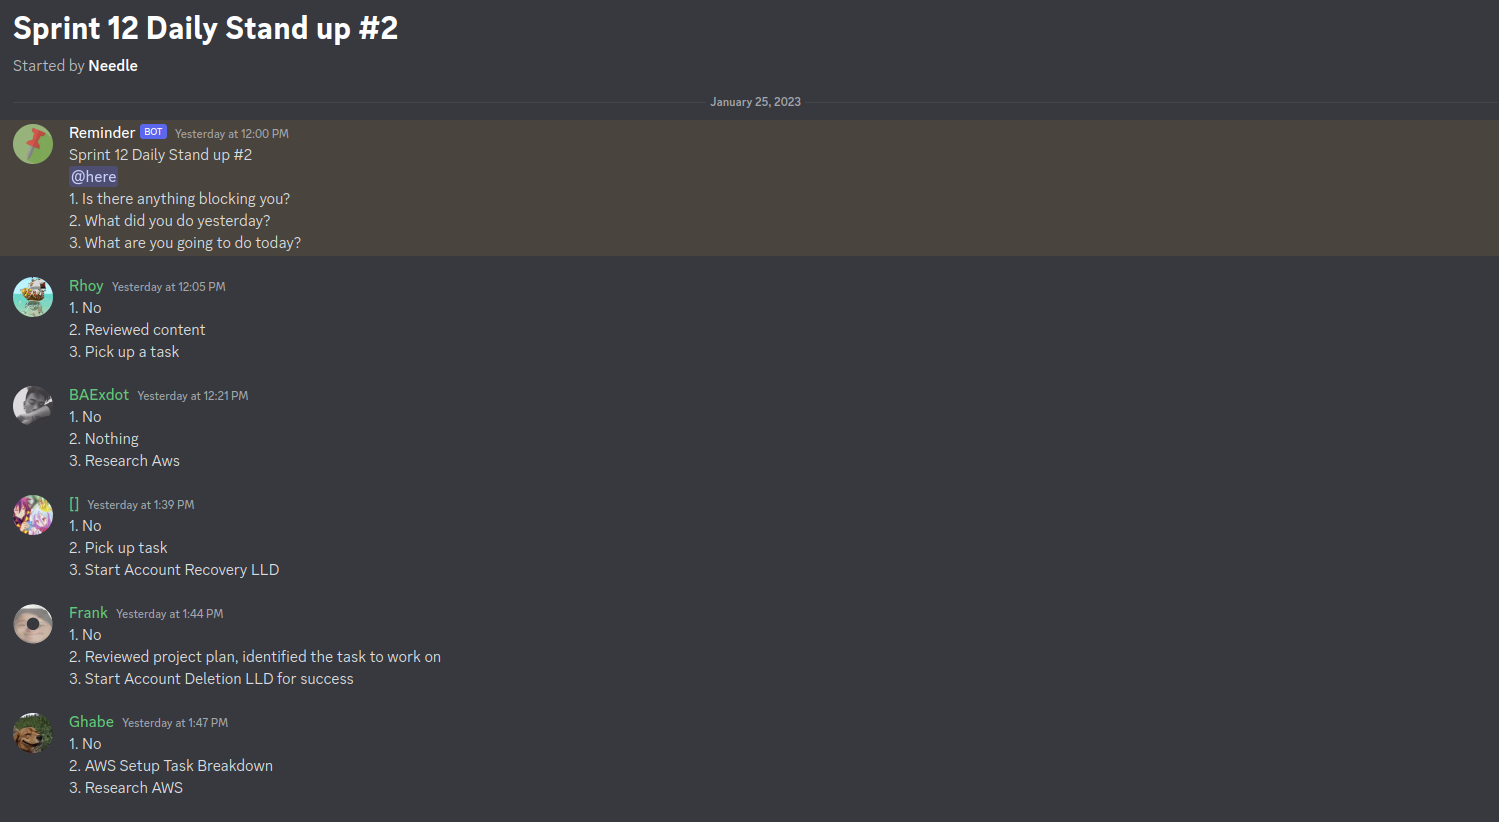 Sprint 12 Daily Stand up #2
Started by Needle
January 25, 2023
Reminder BOT Yesterday at 12:00 PM
Sprint 12 Daily Stand up #2
@here
1. Is there anything blocking you?
2. What did you do yesterday?
3. What are you going to do today?
Rhoy Yesterday at 12:05 PM
1. No
2. Reviewed content
3. Pick up a task
BAExdot Yesterday at 12:21 PM
1. No
2. Nothing
3. Research Aws
[] Yesterday at 1:39 PM
1. No
2. Pick up task
3. Start Account Recovery LLD
Frank Yesterday at 1:44 PM
1. No
2. Reviewed project plan, identified the task to work on
3. Start Account Deletion LLD for success
Ghabe Yesterday at 1:47 PM
1. No
2. AWS Setup Task Breakdown
3. Research AWS